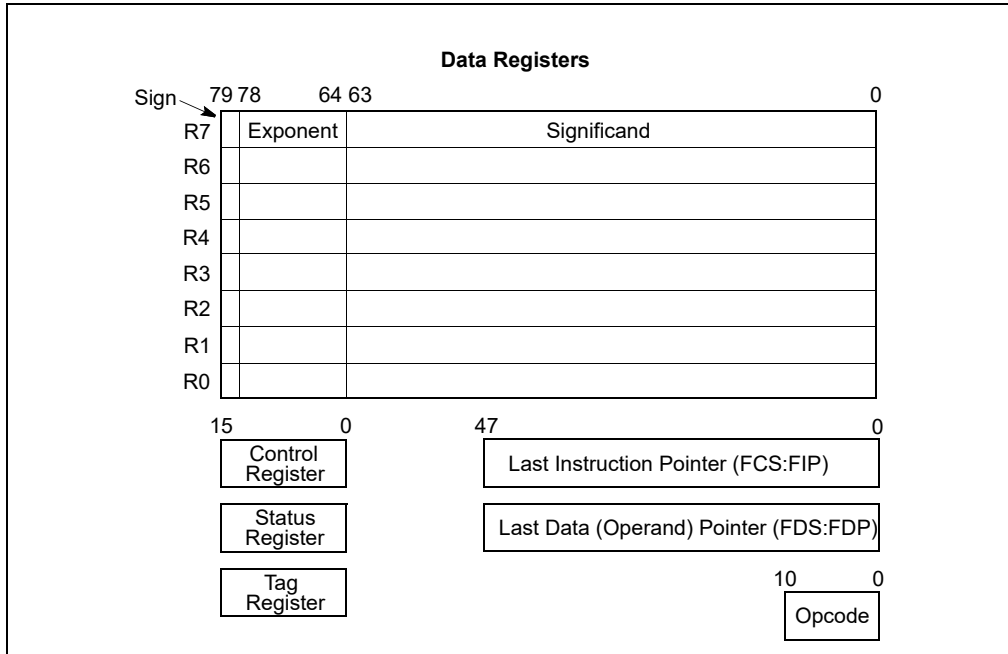 Data Registers
Sign 79 78 64 63 0
R7 Exponent Significand
R6
R5
R4
R3
R2
R1
R0
15 0 47 0
Control
Register
Last Instruction Pointer (FCS:FIP)
Status
Register
Last Data (Operand) Pointer (FDS:FDP)
Tag
Register
10 0
Opcode